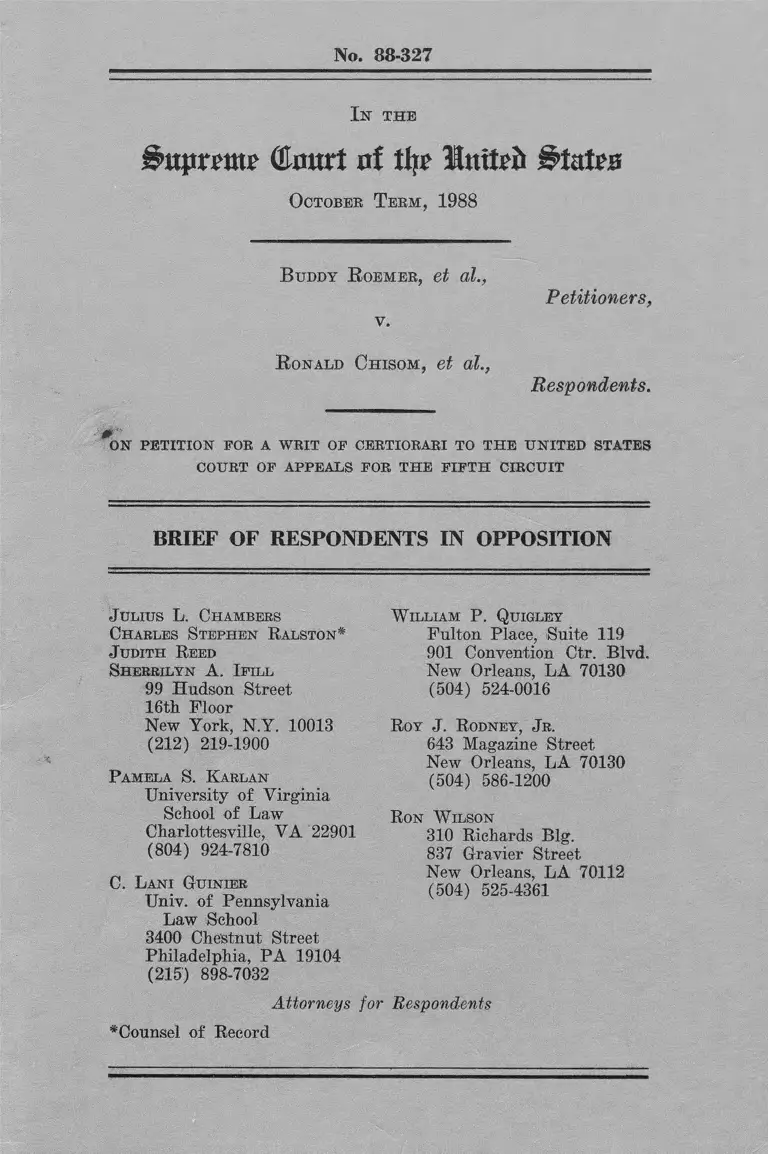 No. 88-327
IN THE
Supreme Court of the United States
OCTOBER TERM, 1988
BUDDY ROEMER, et al.,
Petitioners,
v.
RONALD CHISOM, et al.,
Respondents.
ON PETITION FOR A WRIT OF CERTIORARI TO THE UNITED STATES
COURT OF APPEALS FOR THE FIFTH CIRCUIT
BRIEF OF RESPONDENTS IN OPPOSITION
JULIUS L. CHAMBERS
CHARLES STEPHEN RALSTON*
JUDITH REED
SHERRILYN A. IFILL
99 Hudson Street
16th Floor
New York, N.Y. 10013
(212) 219-1900
PAMELA S. KARLAN
University of Virginia
School of Law
Charlottesville, VA 22901
(804) 924-7810
C. LANI GUINIER
Univ. of Pennsylvania
Law School
3400 Chestnut Street
Philadelphia, PA 19104
(215) 898-7032
WILLIAM P. QUIGLEY
Fulton Place, Suite 119
901 Convention Ctr. Blvd.
New Orleans, LA 70130
(504) 524-0016
ROY J. RODNEY, JR.
643 Magazine Street
New Orleans, LA 70130
(504) 586-1200
RON WILSON
310 Richards Blg.
837 Gravier Street
New Orleans, LA 70112
(504) 525-4361
Attorneys for Respondents
*Counsel of Record